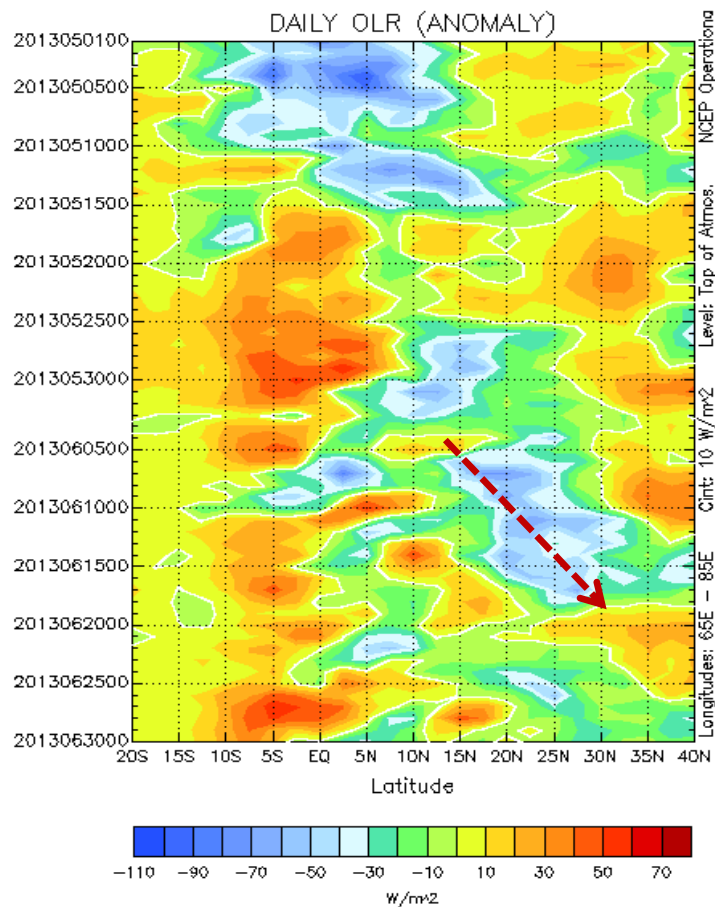 DAILY OLR (ANOMALY)
2013050100
2013050500
2013051000
2013051500
2013052000
2013052500
2013053000
2013060500
2013061000
2013061500
2013062000
2013062500
2013063000
20S 15S 10S 5S EQ 5N 10N 15N 20N 25N 30N 35N 40N
Latitude
Longitudes: 65E – 85E Cint: 10 W/m^2 Level: Top of Atmos. NCEP Operationa
−110 −90 −70 −50 −30 −10 10 30 50 70
W/m^2